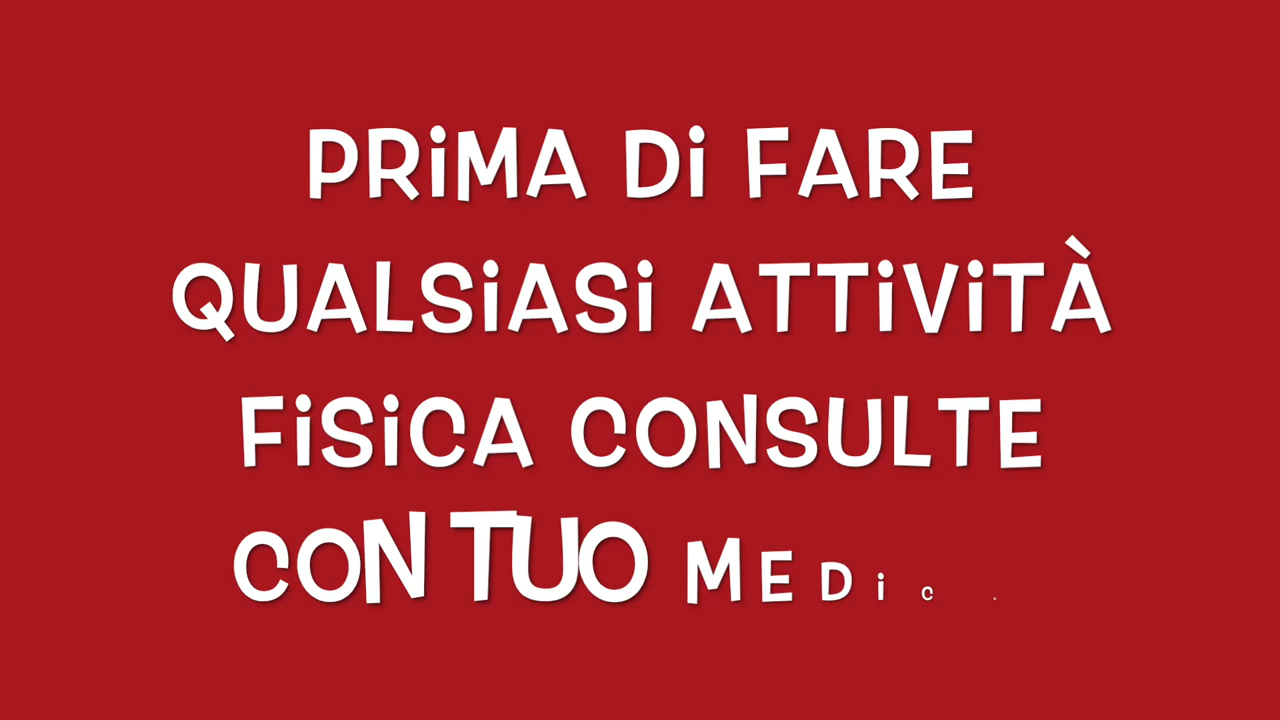 PRIMA DI FARE
QUALSIASI ATTIVITÀ
FISICA CONSULTE
CON TUO MEDIC .